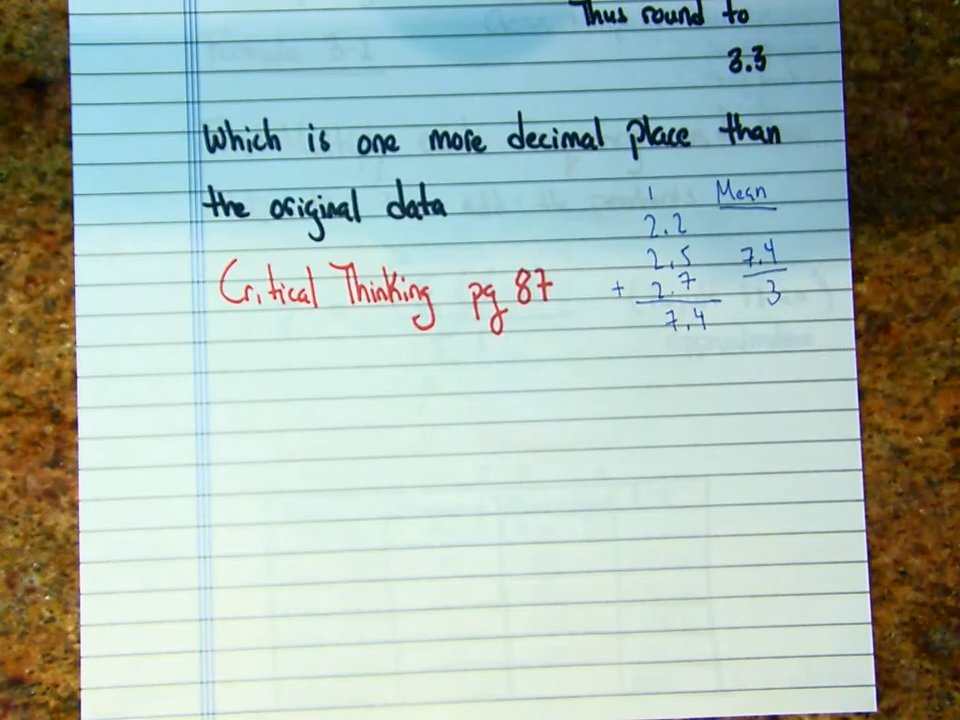 Thus round to
3.3
Which is one more decimal place than
the original data
1 Mean
2.2
2.5 7.4
Critical Thinking pg 87 + 2.7 3
7.4